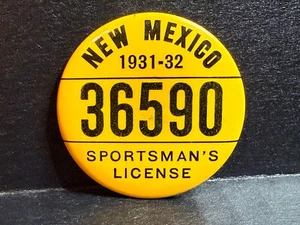 NEW MEXICO
1931-32
36590
SPORTSMAN'S
LICENSE